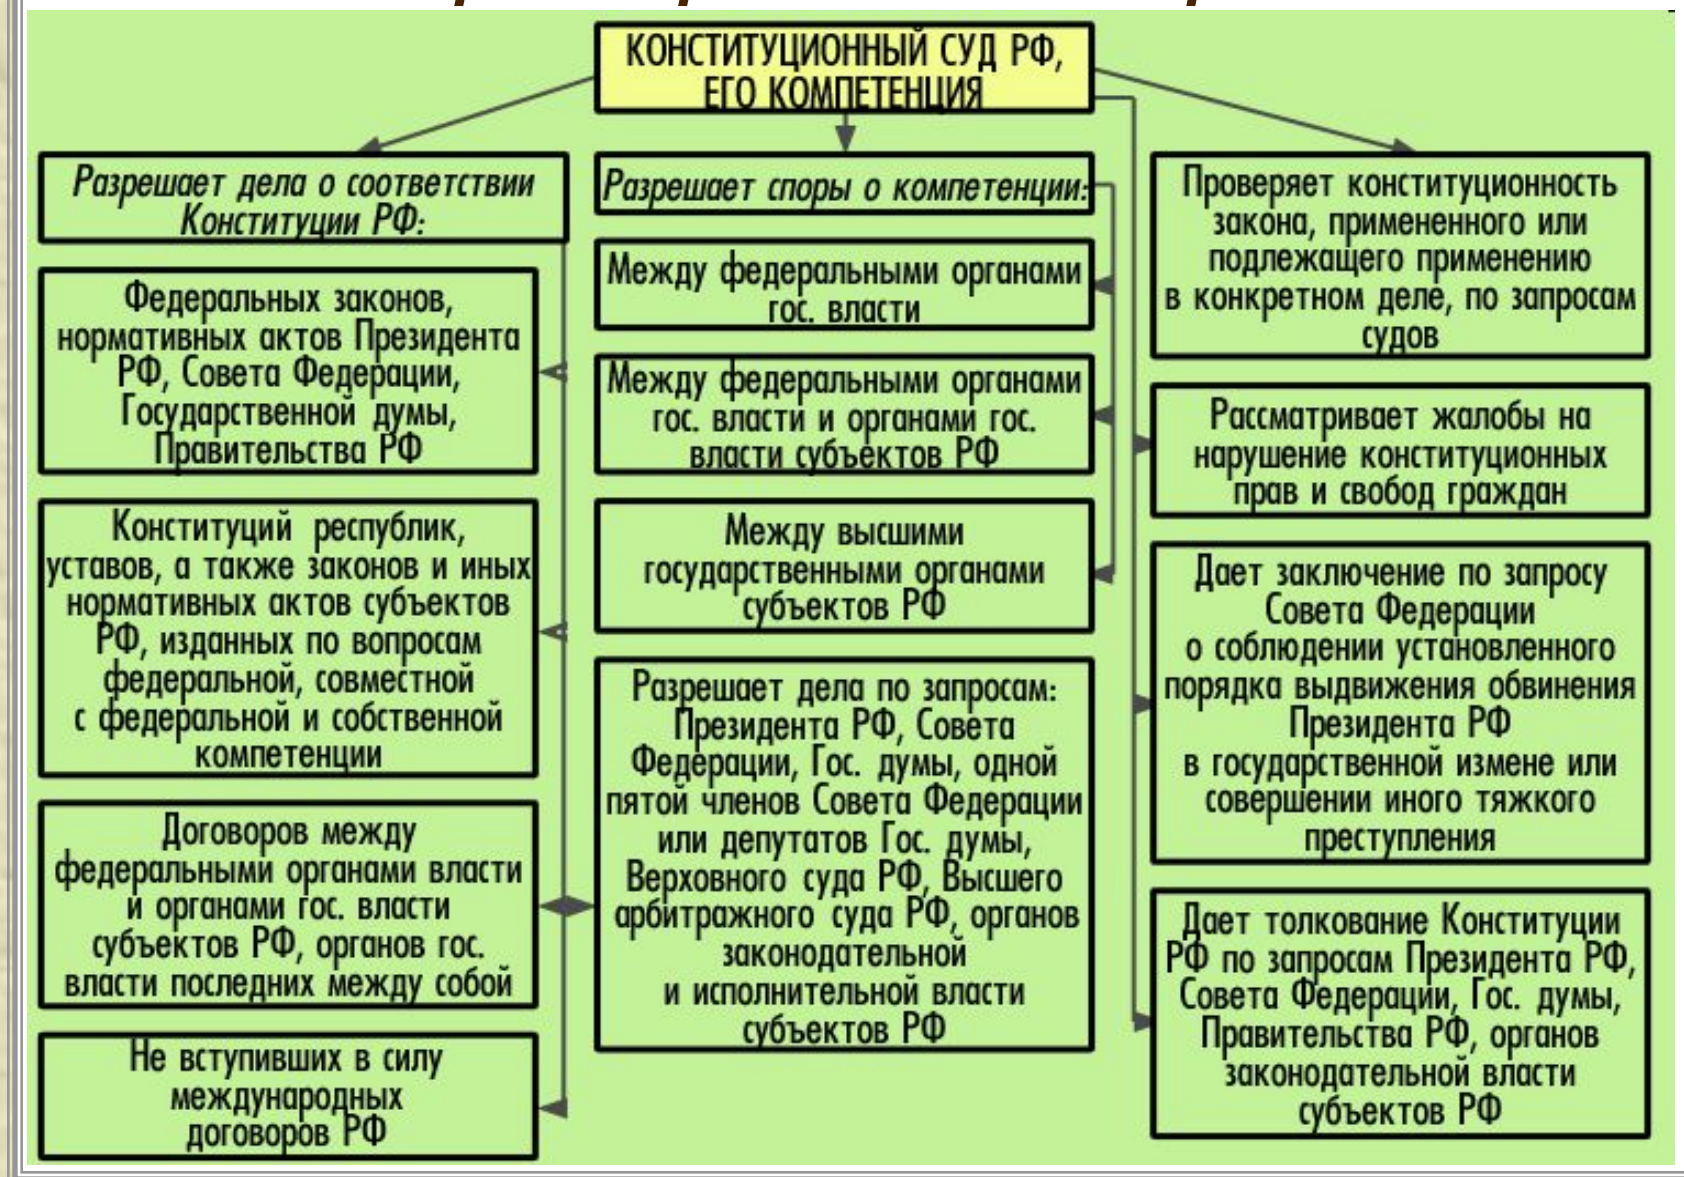 КОНСТИТУЦИОННЫЙ СУД РФ,
ЕГО КОМПЕТЕНЦИЯ
Разрешает дела о соответствии
Конституции РФ:
Федеральных законов,
нормативных актов Президента
РФ, Совета Федерации,
Государственной думы,
Правительства РФ
Конституций республик,
уставов, а также законов и иных
нормативных актов субъектов
РФ, изданных по вопросам
федеральной, совместной
с федеральной и собственной
компетенции
Договоров между
федеральными органами власти
и органами гос. власти
субъектов РФ, органов гос.
власти последних между собой
Не вступивших в силу
международных
договоров РФ
Разрешает споры о компетенции:
Между федеральными органами
гос. власти
Между федеральными органами
гос. власти и органами гос.
власти субъектов РФ
Между высшими
государственными органами
субъектов РФ
Разрешает дела по запросам:
Президента РФ, Совета
Федерации, Гос. думы, одной
пятой членов Совета Федерации
или депутатов Гос. думы,
Верховного суда РФ, Высшего
арбитражного суда РФ, органов
законодательной
и исполнительной власти
субъектов РФ
Проверяет конституционность
закона, примененного или
подлежащего применению
в конкретном деле, по запросам
судов
Рассматривает жалобы на
нарушение конституционных
прав и свобод граждан
Дает заключение по запросу
Совета Федерации
о соблюдении установленного
порядка выдвижения обвинения
Президента РФ
в государственной измене или
совершении иного тяжкого
преступления
Дает толкование Конституции
РФ по запросам Президента РФ,
Совета Федерации, Гос. думы,
Правительства РФ, органов
законодательной власти
субъектов РФ